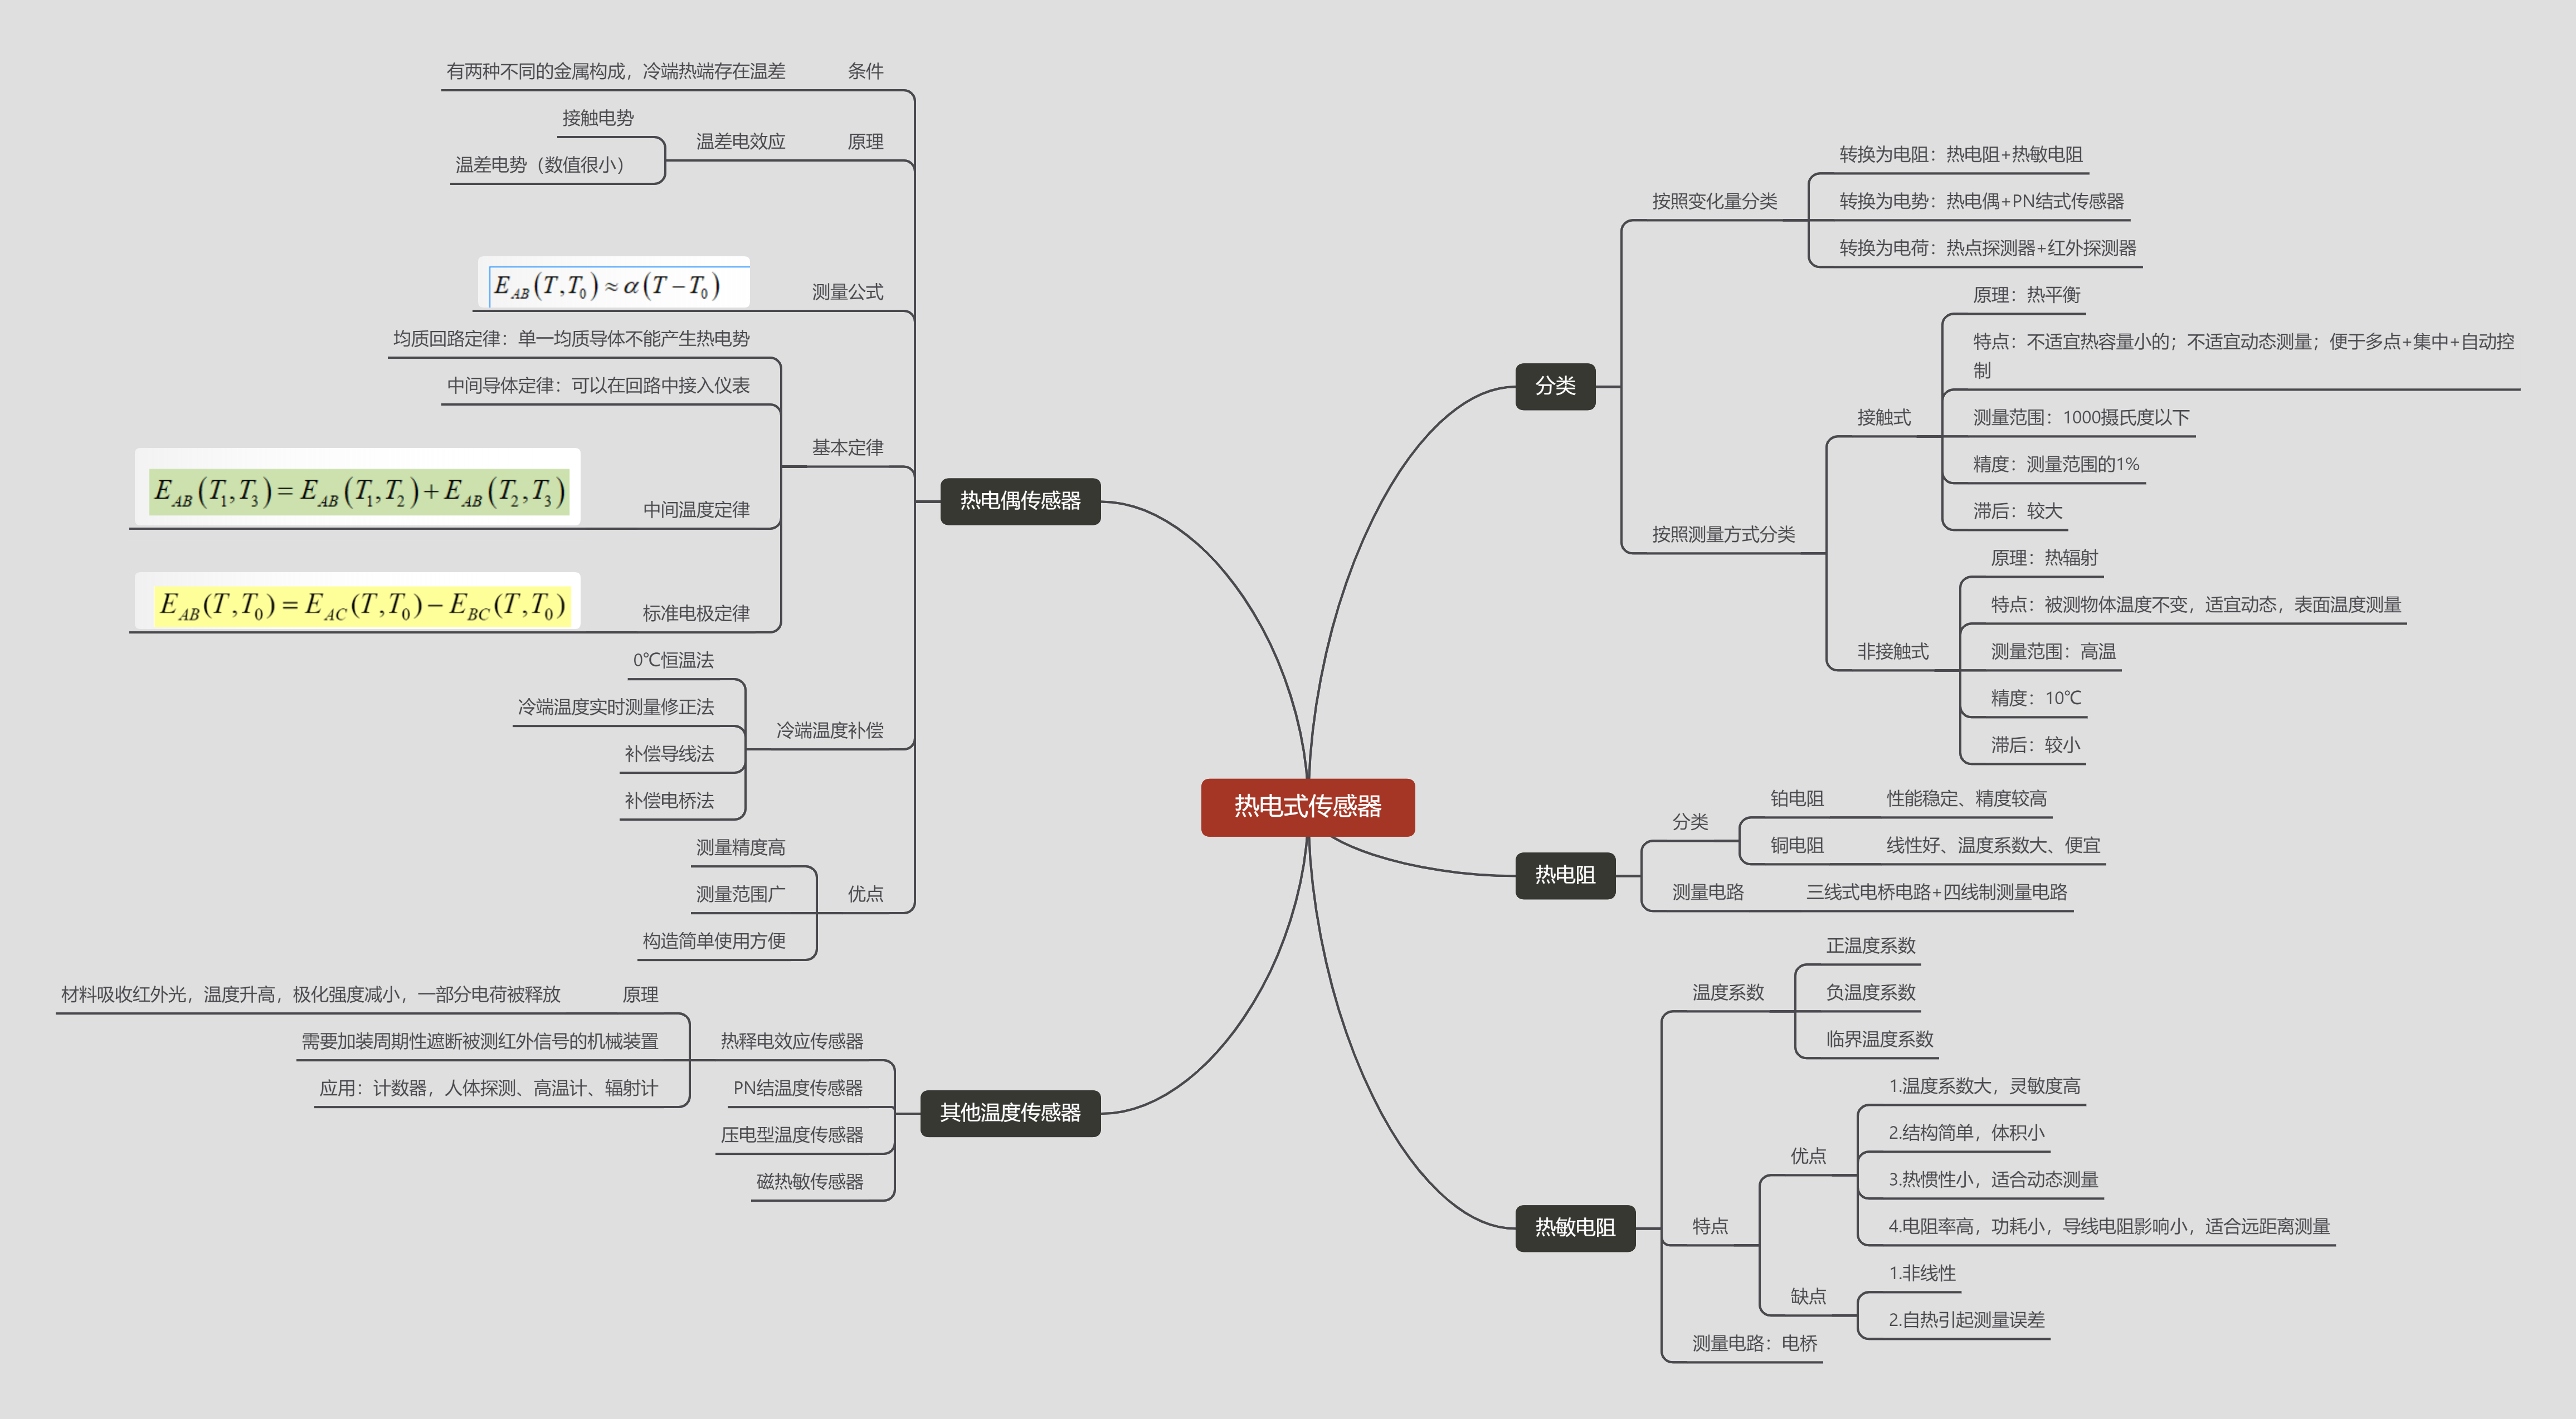 热电式传感器
分类
按照变化量分类
转换为电阻：热电阻+热敏电阻
转换为电势：热电偶+PN结式传感器
转换为电荷：热点探测器+红外探测器
按照测量方式分类
接触式
原理：热平衡
特点：不适宜热容量小的；不适宜动态测量；便于多点+集中+自动控
制
测量范围：1000摄氏度以下
精度：测量范围的1%
滞后：较大
非接触式
原理：热辐射
特点：被测物体温度不变，适宜动态，表面温度测量
测量范围：高温
精度：10℃
滞后：较小
热电阻
分类
铂电阻
性能稳定、精度较高
铜电阻
线性好、温度系数大、便宜
测量电路
三线式电桥电路+四线制测量电路
热敏电阻
温度系数
正温度系数
负温度系数
临界温度系数
特点
优点
1.温度系数大，灵敏度高
2.结构简单，体积小
3.热惯性小，适合动态测量
4.电阻率高，功耗小，导线电阻影响小，适合远距离测量
缺点
1.非线性
2.自热引起测量误差
测量电路：电桥
热电偶传感器
条件
有两种不同的金属构成，冷端热端存在温差
原理
温差电效应
接触电势
温差电势（数值很小）
测量公式
E_AB(T,T_0)≈α(T−T_0)
基本定律
均质回路定律：单一均质导体不能产生热电势
中间导体定律：可以在回路中接入仪表
中间温度定律
E_AB(T_1,T_3)=E_AB(T_1,T_2)+E_AB(T_2,T_3)
标准电极定律
E_AB(T,T_0)=E_AC(T,T_0)−E_BC(T,T_0)
冷端温度补偿
0℃恒温法
冷端温度实时测量修正法
补偿导线法
补偿电桥法
优点
测量精度高
测量范围广
构造简单使用方便
其他温度传感器
热释电效应传感器
原理
材料吸收红外光，温度升高，极化强度减小，一部分电荷被释放
需要加装周期性遮断被测红外信号的机械装置
应用：计数器，人体探测、高温计、辐射计
PN结温度传感器
压电型温度传感器
磁热敏传感器